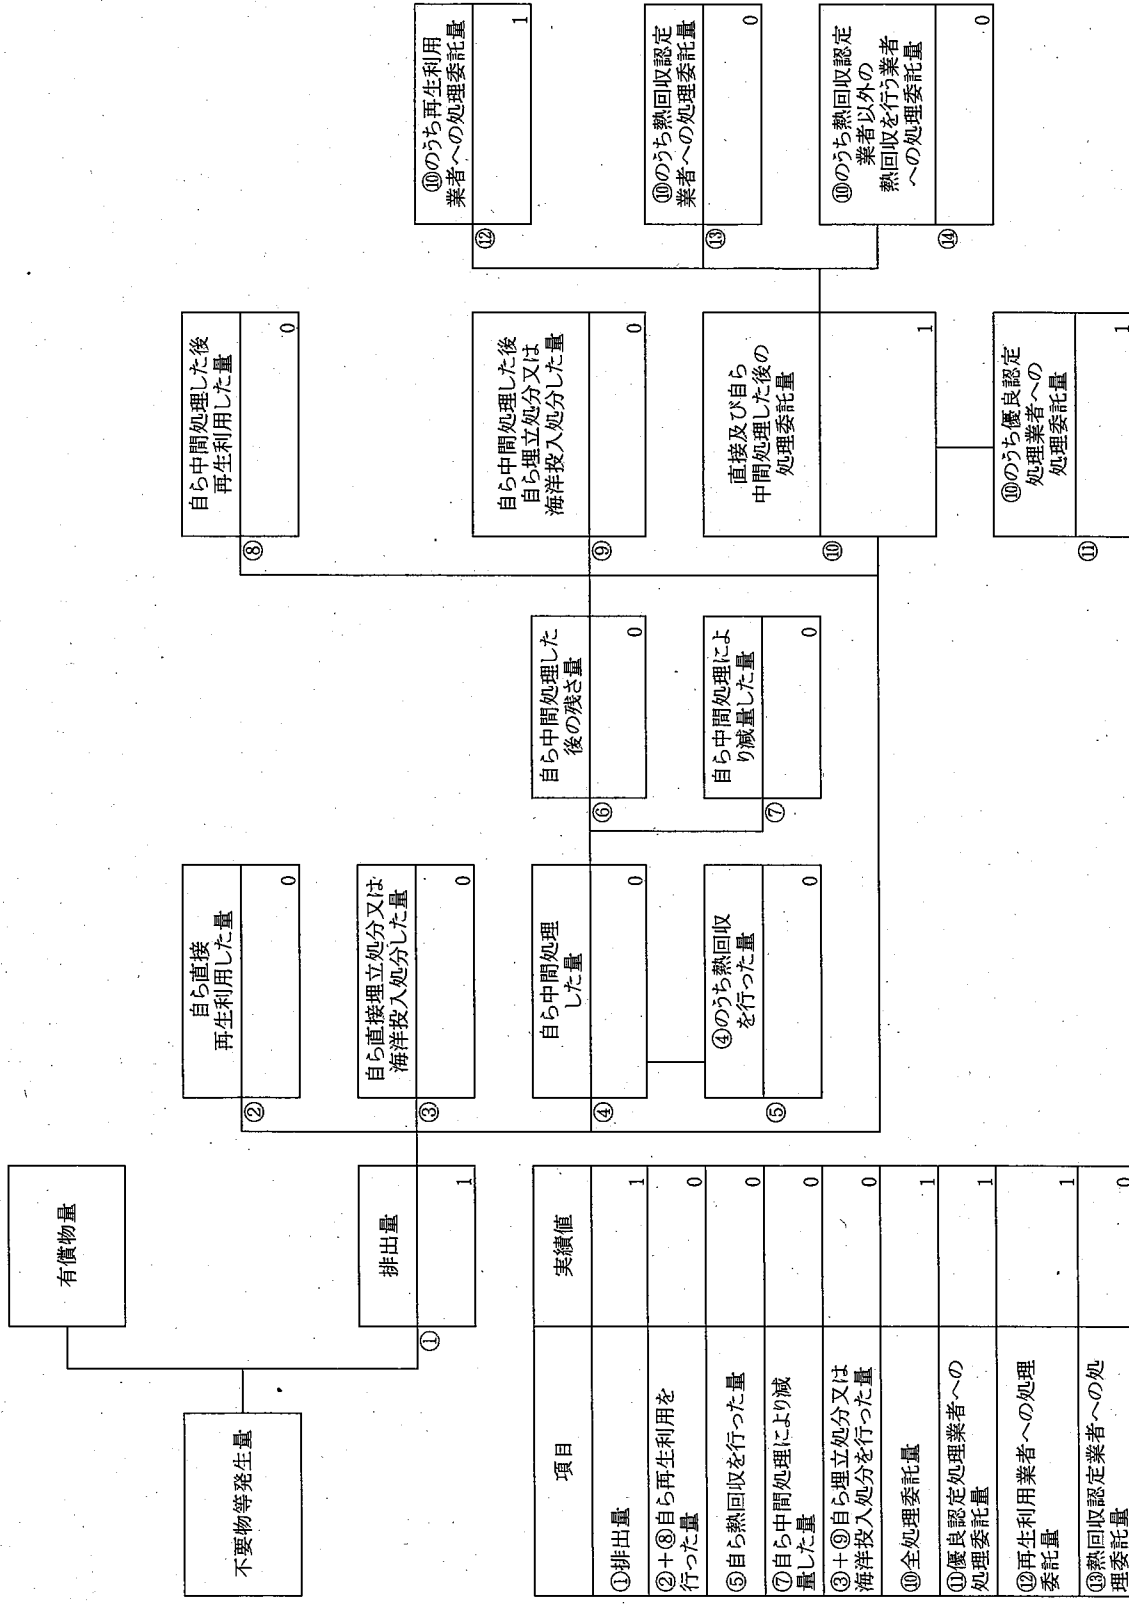 不要物等発生量
有償物量
排出量
①
1
自ら直接
再生利用した量
②
0
自ら直接埋立処分又は
海洋投入処分した量
③
0
自ら中間処理
した量
④
0
④のうち熱回収
を行った量
⑤
0
自ら中間処理した
後の残さ量
⑥
0
自ら中間処理によ
り減量した量
⑦
0
自ら中間処理した後
再生利用した量
⑧
0
自ら中間処理した後
自ら埋立処分又は
海洋投入処分した量
⑨
0
直接及び自ら
中間処理した後の
処理委託量
⑩
1
⑩のうち優良認定
処理業者への
処理委託量
⑪
1
⑩のうち再生利用
業者への処理委託量
⑫
1
⑩のうち熱回収認定
業者への処理委託量
⑬
0
⑩のうち熱回収認定
業者以外の
熱回収を行う業者
への処理委託量
⑭
0
項目 実績値
①排出量 1
②+⑧自ら再生利用を
行った量 0
⑤自ら熱回収を行った量 0
⑦自ら中間処理により減
量した量 0
③+⑨自ら埋立処分又は
海洋投入処分を行った量 0
⑩全処理委託量 1
⑪優良認定処理業者への
処理委託量 1
⑫再生利用業者への処理
委託量 1
⑬熱回収認定業者への処
理委託量 0